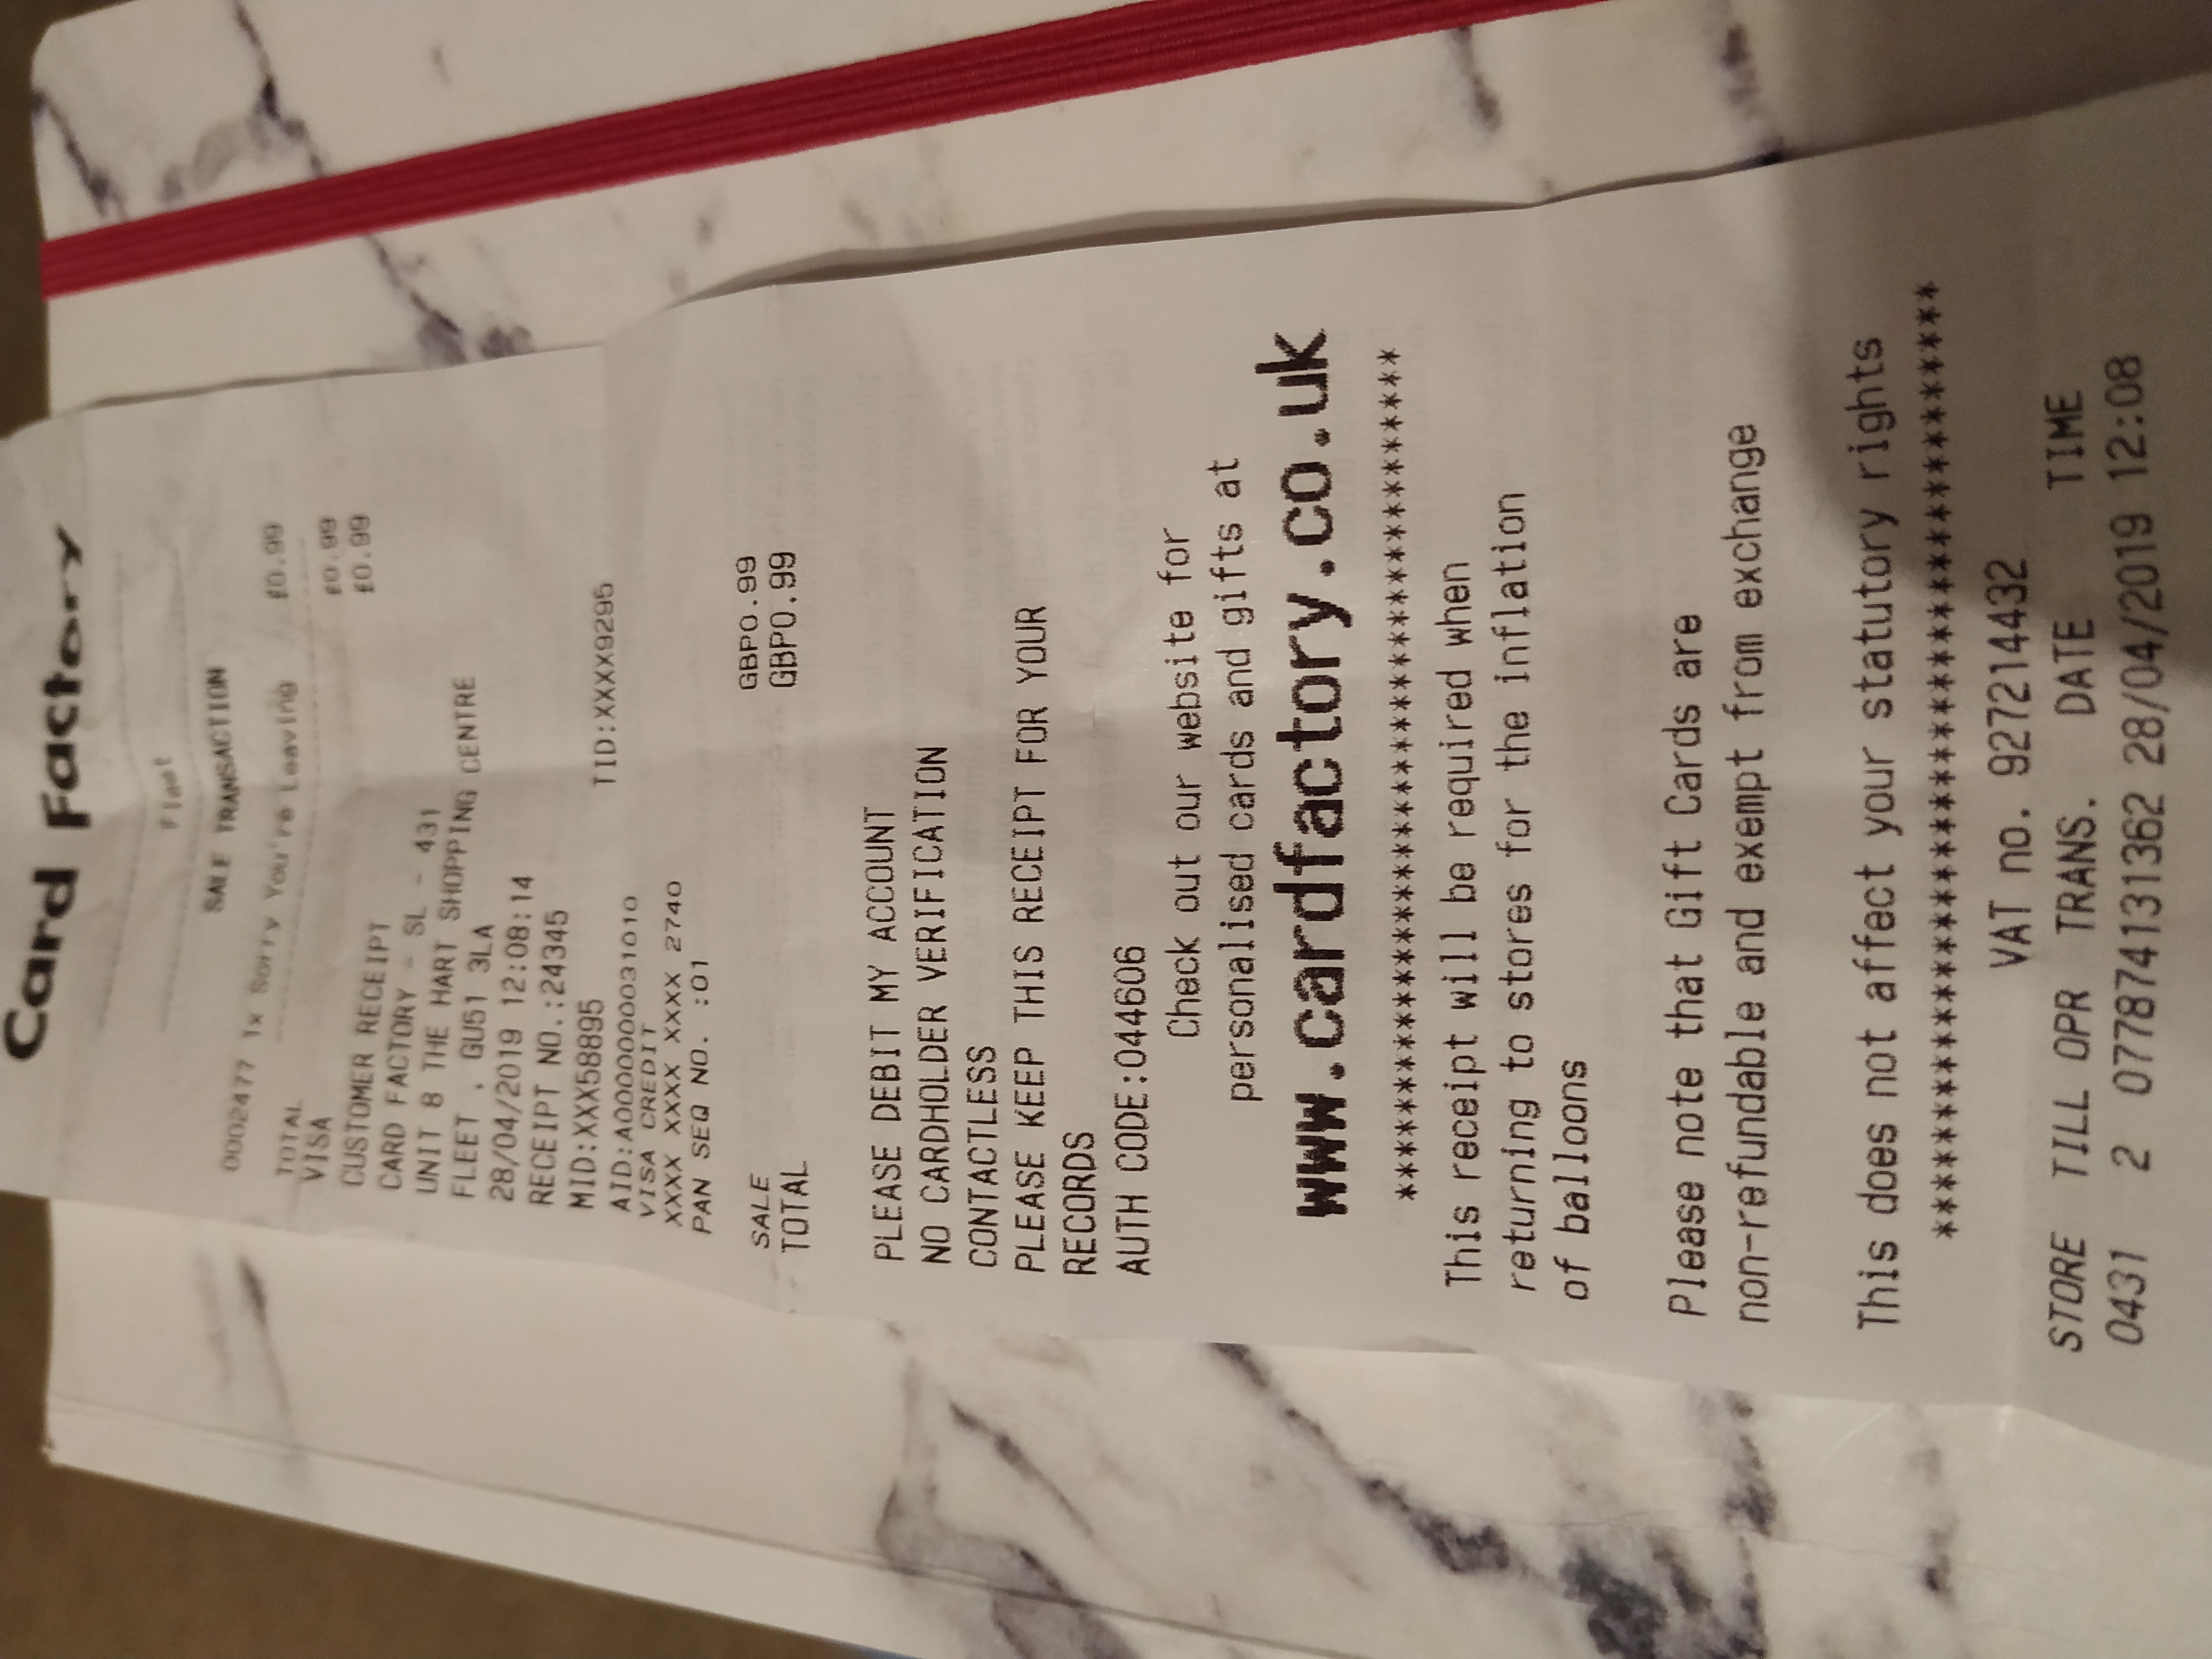 Card Factory
Fleet
SALE TRANSACTION
0002477 1x Sorry You're Leaving £0.99
TOTAL £0.99
VISA £0.99
CUSTOMER RECEIPT
CARD FACTORY - SL - 431
UNIT 8 THE HART SHOPPING CENTRE
FLEET , GU51 3LA
28/04/2019 12:08:14
RECEIPT NO.:24345
MID:XXX58895 TID:XXXX9295
AID:A0000000031010
VISA CREDIT
XXXX XXXX XXXX 2740
PAN SEQ NO. :01
SALE GBP0.99
TOTAL GBP0.99
PLEASE DEBIT MY ACCOUNT
NO CARDHOLDER VERIFICATION
CONTACTLESS
PLEASE KEEP THIS RECEIPT FOR YOUR
RECORDS
AUTH CODE:044606
Check out our website for
personalised cards and gifts at
www.cardfactory.co.uk
****************************************
This receipt will be required when
returning to stores for the inflation
of balloons
Please note that Gift Cards are
non-refundable and exempt from exchange
This does not affect your statutory rights
****************************************
VAT no. 927214432
STORE TILL OPR TRANS. DATE TIME
0431 2 077874131362 28/04/2019 12:08